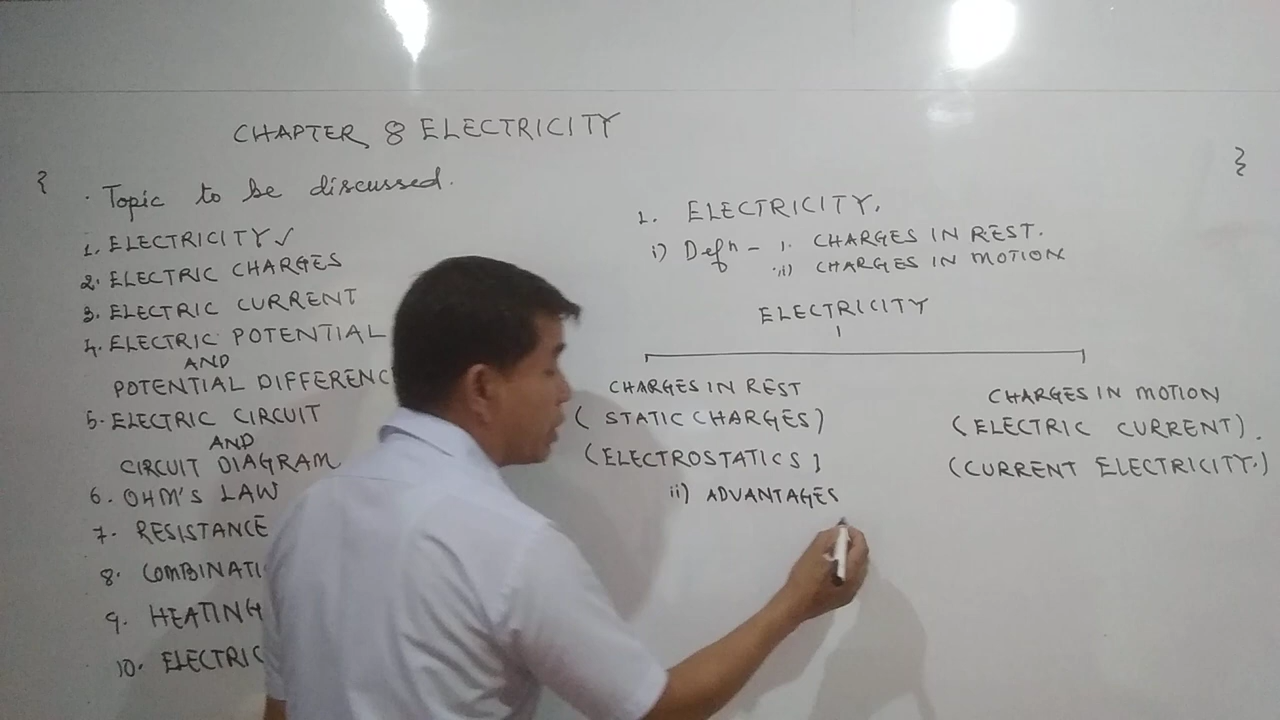 CHAPTER 8 ELECTRICITY
{ }
· Topic to be discussed.
1. ELECTRICITY ✓
2. ELECTRIC CHARGES
3. ELECTRIC CURRENT
4. ELECTRIC POTENTIAL
AND
POTENTIAL DIFFERENC
5. ELECTRIC CIRCUIT
AND
CIRCUIT DIAGRAM
6. OHM'S LAW
7. RESISTANCE
8. COMBINATI
9. HEATING
10. ELECTRIC
1. ELECTRICITY.
i) Defn - i. CHARGES IN REST.
ii) CHARGES IN MOTION
ELECTRICITY
CHARGES IN REST
(STATIC CHARGES)
(ELECTROSTATICS)
ii) ADVANTAGES
CHARGES IN MOTION
(ELECTRIC CURRENT).
(CURRENT ELECTRICITY.)